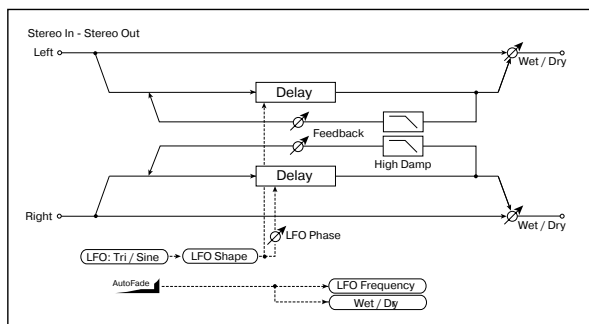 Stereo In - Stereo Out
Left
Wet / Dry
Delay
Feedback
High Damp
Delay
Right
Wet / Dry
LFO Phase
LFO: Tri / Sine
LFO Shape
AutoFade
LFO Frequency
Wet / Dry